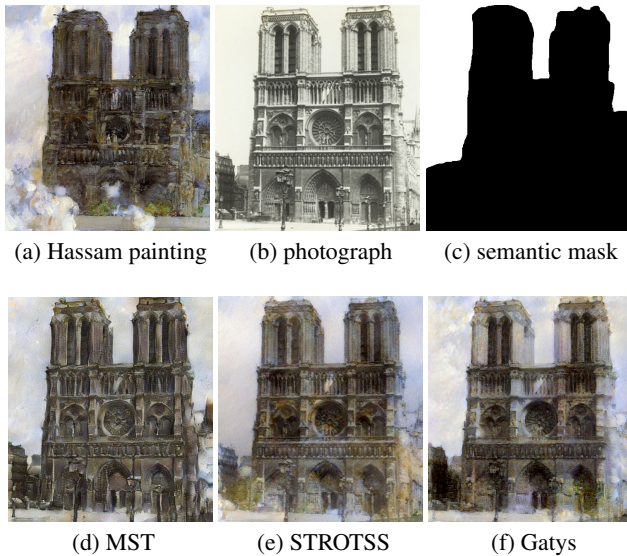 (a) Hassam painting (b) photograph (c) semantic mask
(d) MST (e) STROTSS (f) Gatys